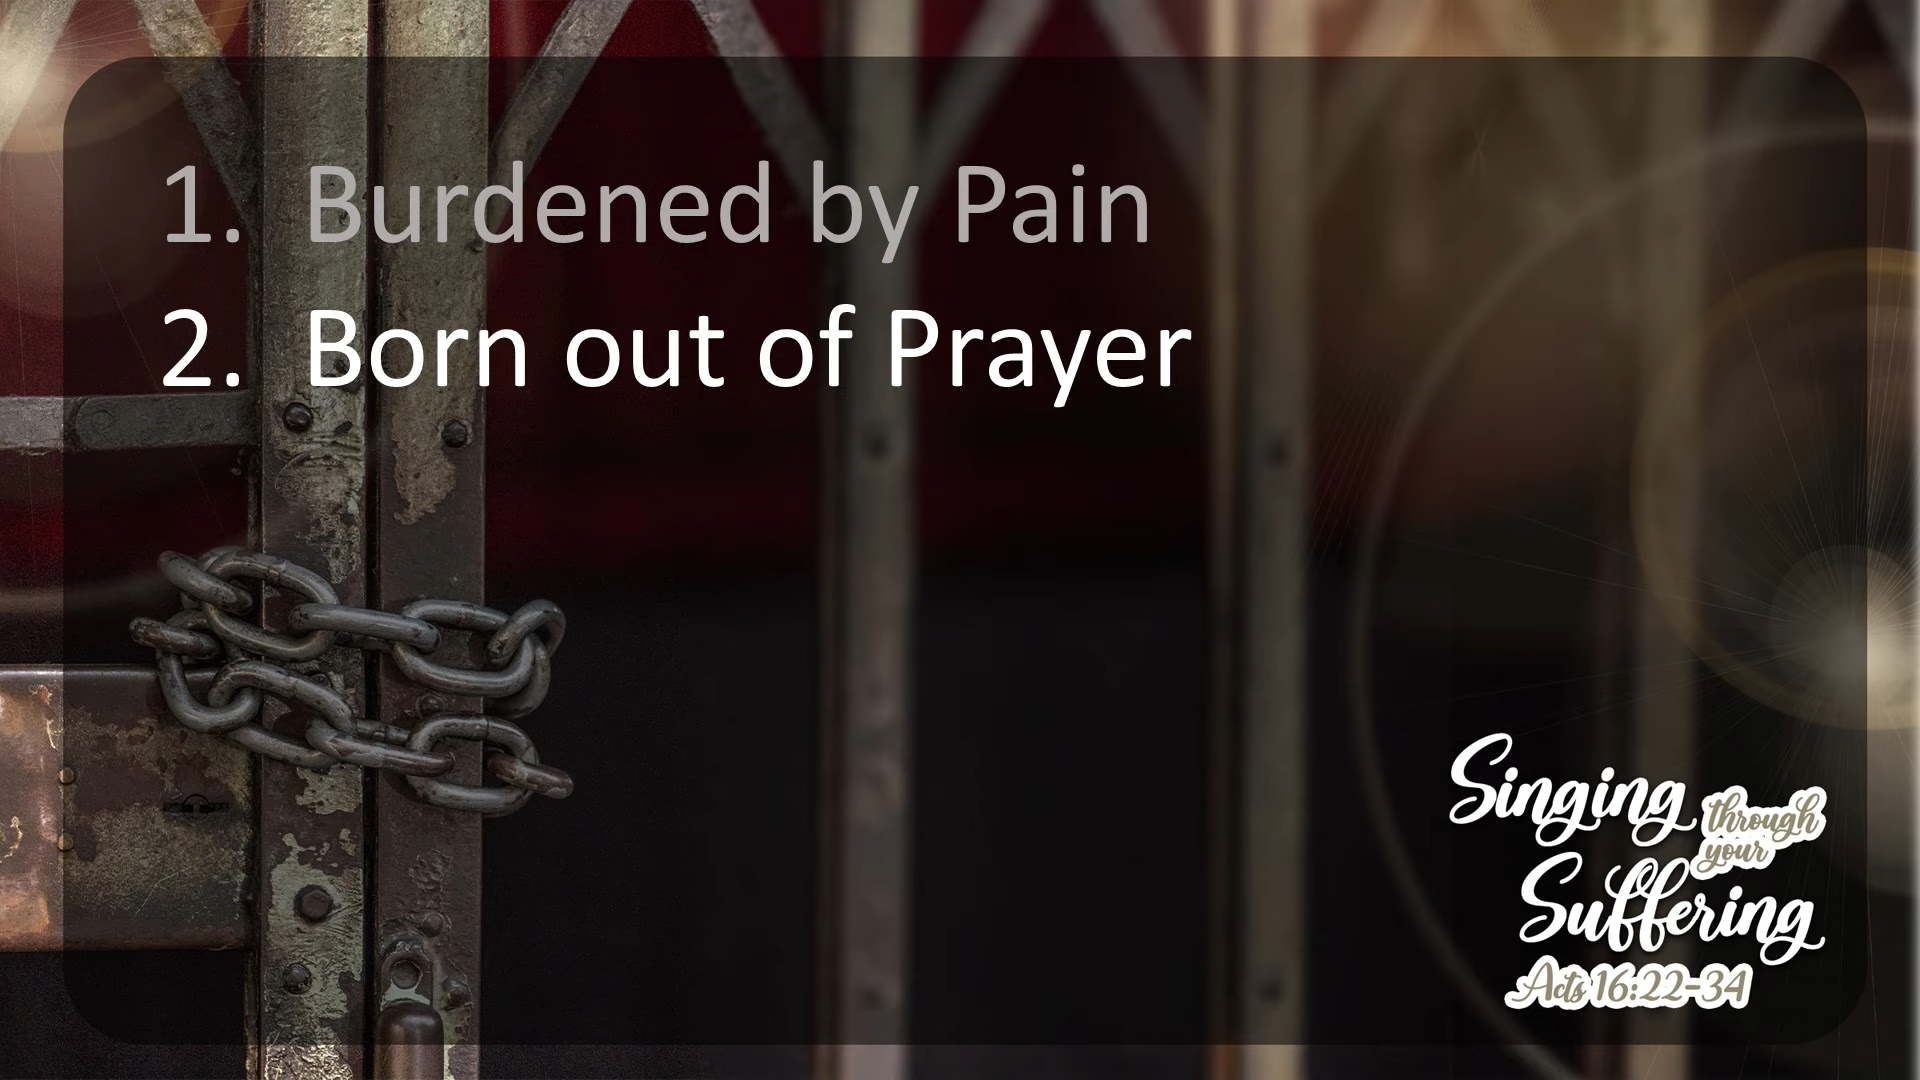 1. Burdened by Pain
2. Born out of Prayer
Singing through
your
Suffering
Acts 16:22-34